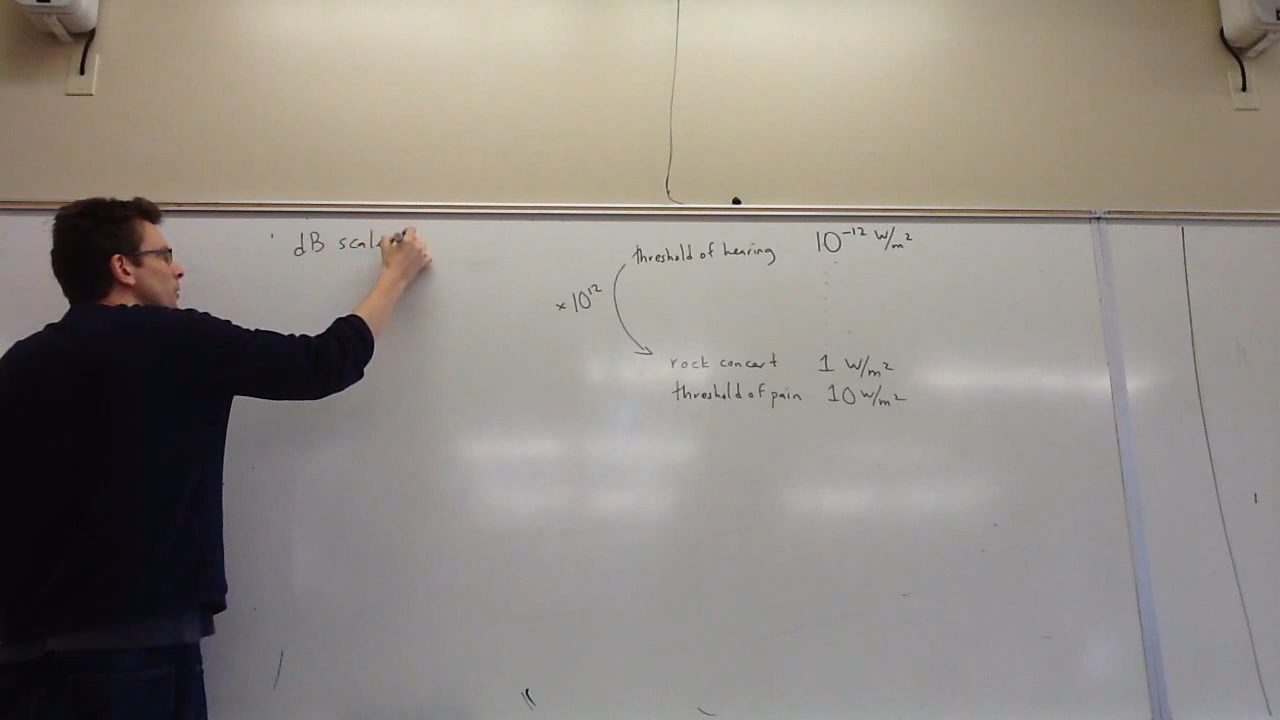 dB scale
threshold of hearing 10⁻¹² W/m²
×10¹²
rock concert 1 W/m²
threshold of pain 10 W/m²